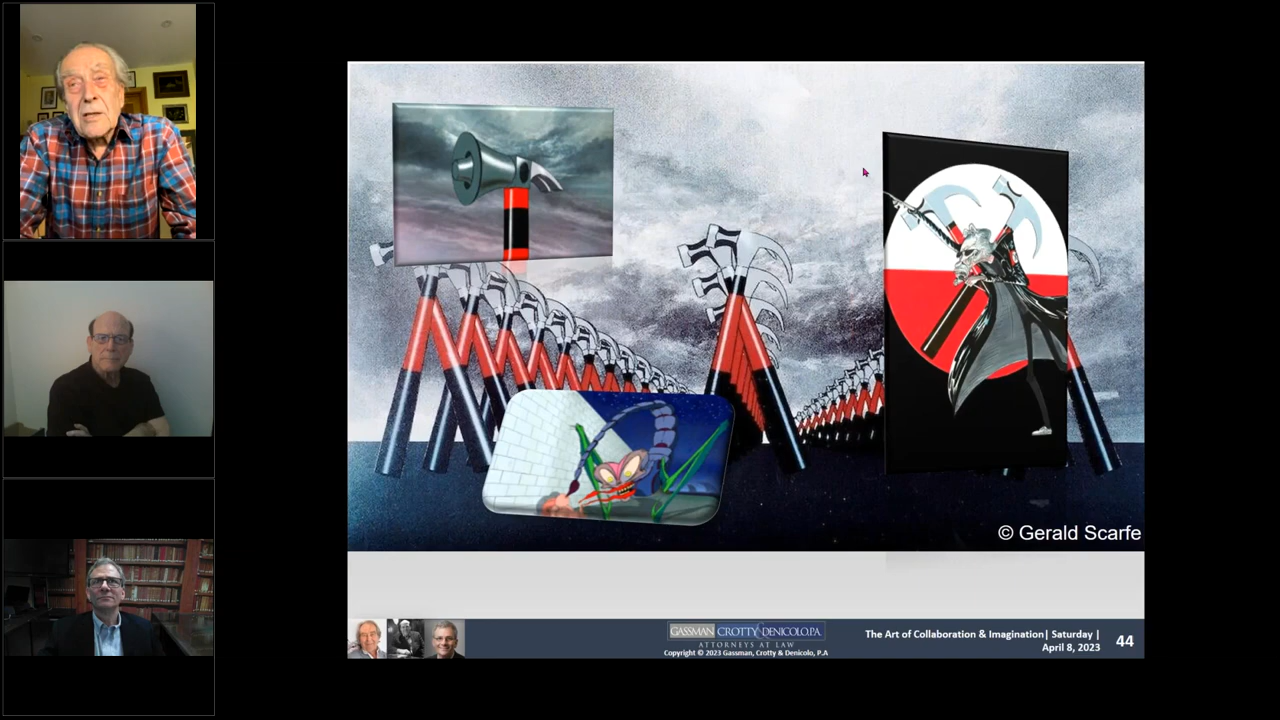 © Gerald Scarfe
GASSMAN CROTTY & DENICOLO, P.A.
ATTORNEYS AT LAW
Copyright © 2023 Gassman, Crotty & Denicolo, P.A
The Art of Collaboration & Imagination| Saturday |
April 8, 2023
44